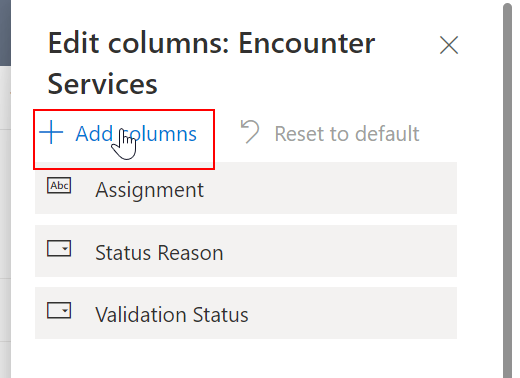 Edit columns: Encounter
Services
Add columns
Reset to default
Abc
Assignment
Status Reason
Validation Status